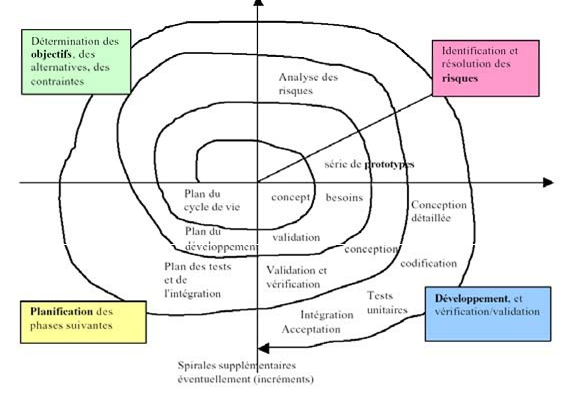 Détermination des
objectifs, des
alternatives, des
contraintes
Identification et
résolution des
risques
Analyse des
risques
série de prototypes
Plan du
cycle de vie
concept
besoins
Conception
détaillée
Plan du
développement
validation
conception
codification
Plan des tests
et de
l'intégration
Validation et
vérification
Tests
unitaires
Intégration
Acceptation
Planification des
phases suivantes
Développement, et
vérification/validation
Spirales supplémentaires
éventuellement (incréments)